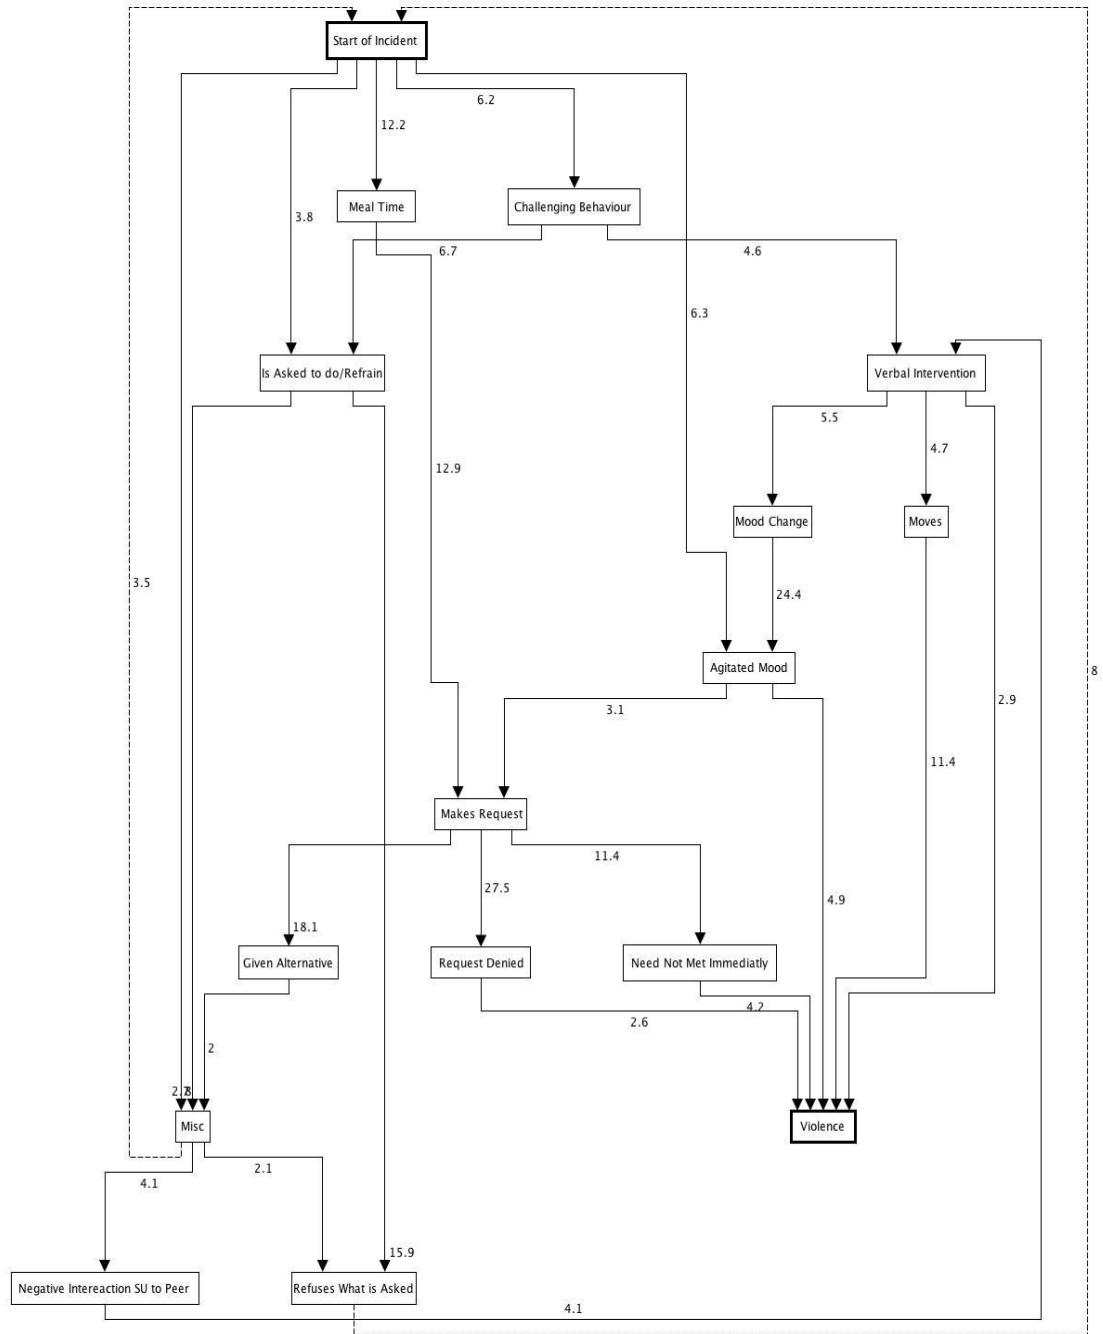 Start of Incident
6.2
12.2
Meal Time
Challenging Behaviour
3.8
6.7
4.6
6.3
Is Asked to do/Refrain
Verbal Intervention
5.5
4.7
12.9
Mood Change
Moves
3.5
24.4
Agitated Mood
8
2.9
3.1
11.4
Makes Request
11.4
27.5
4.9
18.1
Given Alternative
Request Denied
Need Not Met Immediatly
4.2
2.6
2
Misc
Violence
2.1
4.1
15.9
Negative Intereaction SU to Peer
Refuses What is Asked
4.1